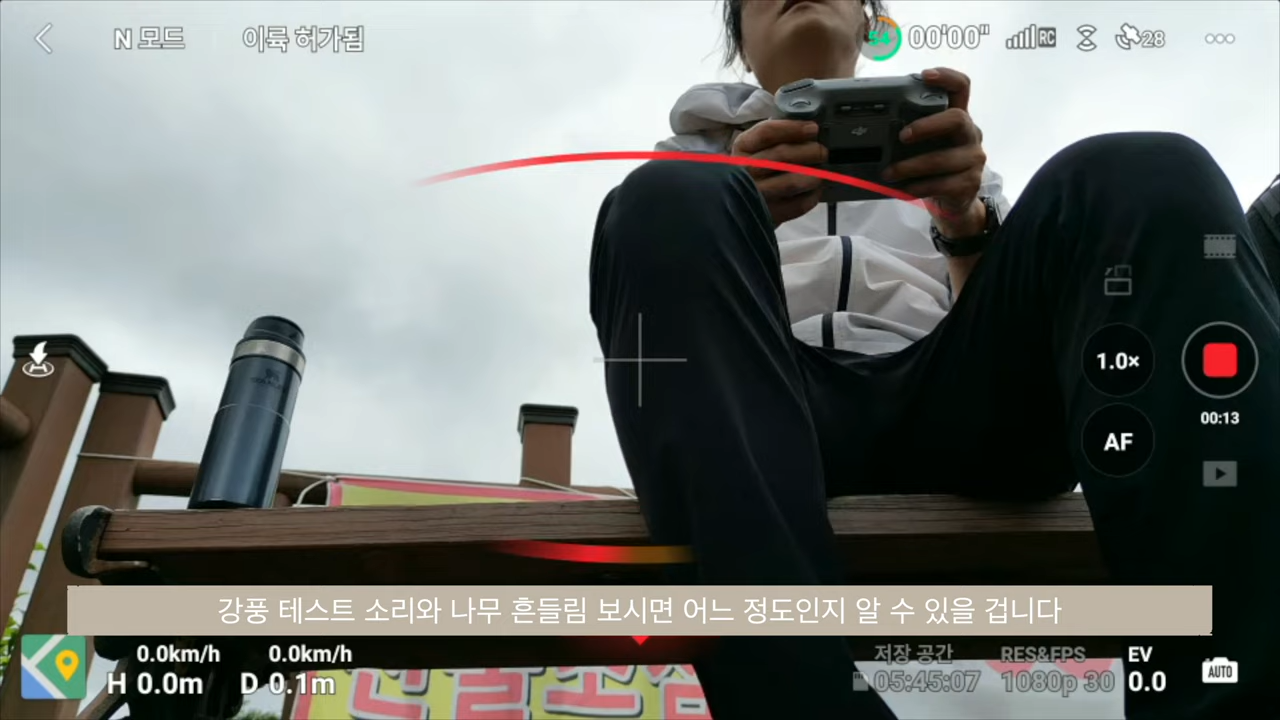 N 모드
이륙 허가됨
54
00'00"
RC
28
1.0×
00:13
AF
강풍 테스트 소리와 나무 흔들림 보시면 어느 정도인지 알 수 있을 겁니다
0.0km/h
0.0km/h
H 0.0m
D 0.1m
저장 공간
05:45:07
RES&FPS
1080p 30
EV
0.0
AUTO